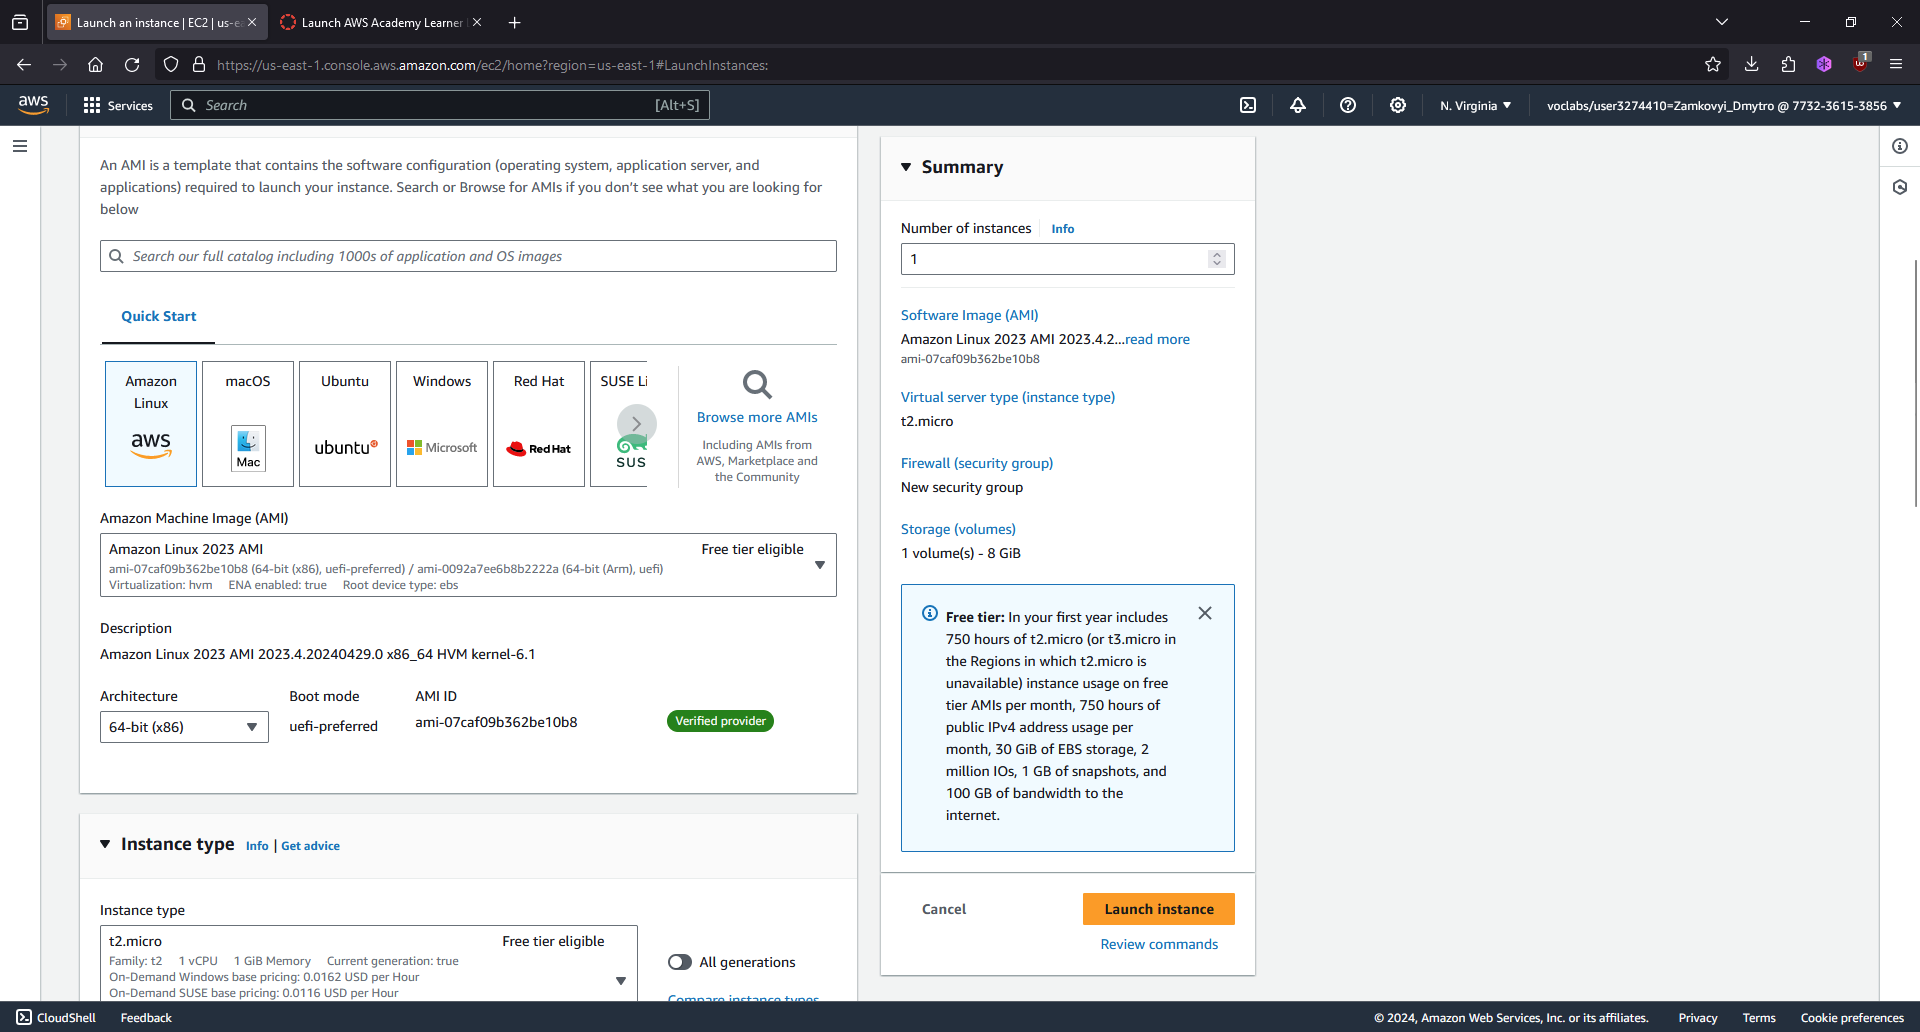 Launch an instance | EC2 | us-ea
Launch AWS Academy Learner
https://us-east-1.console.aws.amazon.com/ec2/home?region=us-east-1#LaunchInstances:
1
aws
Services
Search
[Alt+S]
N. Virginia
voclabs/user3274410=Zamkovyi_Dmytro @ 7732-3615-3856
An AMI is a template that contains the software configuration (operating system, application server, and
applications) required to launch your instance. Search or Browse for AMIs if you don't see what you are looking for
below
Search our full catalog including 1000s of application and OS images
Quick Start
Amazon
Linux
aws
macOS
Mac
Ubuntu
ubuntu
Windows
Microsoft
Red Hat
Red Hat
SUSE Li
SUS
Browse more AMIs
Including AMIs from
AWS, Marketplace and
the Community
Amazon Machine Image (AMI)
Amazon Linux 2023 AMI
Free tier eligible
ami-07caf09b362be10b8 (64-bit (x86), uefi-preferred) / ami-0092a7ee6b8b2222a (64-bit (Arm), uefi)
Virtualization: hvm ENA enabled: true Root device type: ebs
Description
Amazon Linux 2023 AMI 2023.4.20240429.0 x86_64 HVM kernel-6.1
Architecture
Boot mode
AMI ID
64-bit (x86)
uefi-preferred
ami-07caf09b362be10b8
Verified provider
Instance type
Info | Get advice
Instance type
t2.micro
Free tier eligible
Family: t2 1 vCPU 1 GiB Memory Current generation: true
On-Demand Windows base pricing: 0.0162 USD per Hour
On-Demand SUSE base pricing: 0.0116 USD per Hour
All generations
Compare instance types
Summary
Number of instances
Info
1
Software Image (AMI)
Amazon Linux 2023 AMI 2023.4.2...read more
ami-07caf09b362be10b8
Virtual server type (instance type)
t2.micro
Firewall (security group)
New security group
Storage (volumes)
1 volume(s) - 8 GiB
Free tier: In your first year includes
750 hours of t2.micro (or t3.micro in
the Regions in which t2.micro is
unavailable) instance usage on free
tier AMIs per month, 750 hours of
public IPv4 address usage per
month, 30 GiB of EBS storage, 2
million IOs, 1 GB of snapshots, and
100 GB of bandwidth to the
internet.
Cancel
Launch instance
Review commands
CloudShell
Feedback
© 2024, Amazon Web Services, Inc. or its affiliates.
Privacy
Terms
Cookie preferences